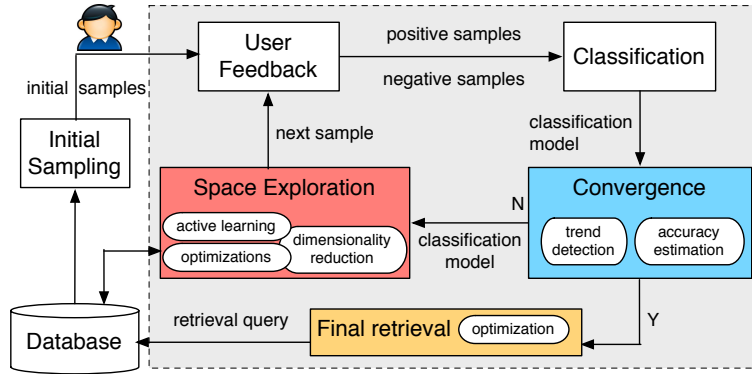 User
Feedback
positive samples
negative samples
Classification
initial samples
Initial
Sampling
next sample
classification
model
Space Exploration
active learning
optimizations
dimensionality
reduction
N
classification
model
Convergence
trend
detection
accuracy
estimation
Database
retrieval query
Final retrieval
optimization
Y